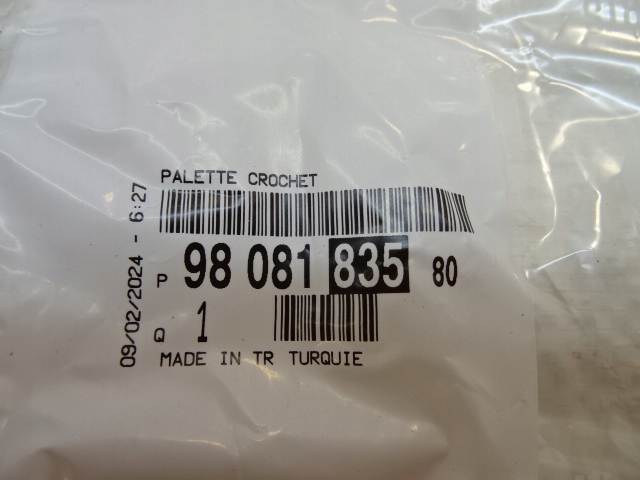 PALETTE CROCHET
P 98 081 835 80
Q 1
MADE IN TR TURQUIE
09/02/2024 - 6:27